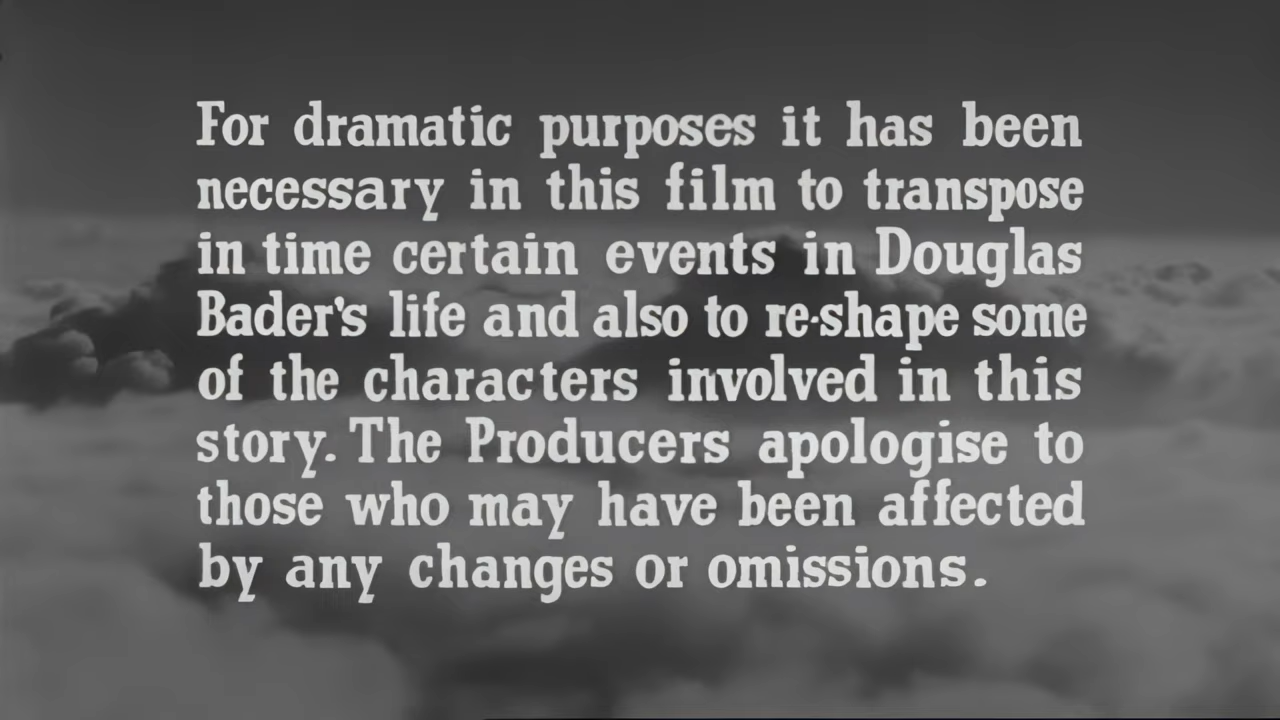 For dramatic purposes it has been
necessary in this film to transpose
in time certain events in Douglas
Bader's life and also to re-shape some
of the characters involved in this
story. The Producers apologise to
those who may have been affected
by any changes or omissions.